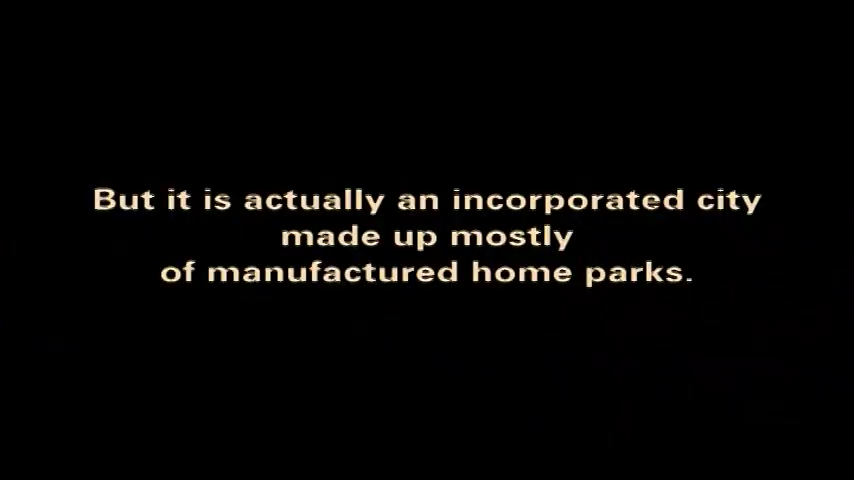 But it is actually an incorporated city
made up mostly
of manufactured home parks.